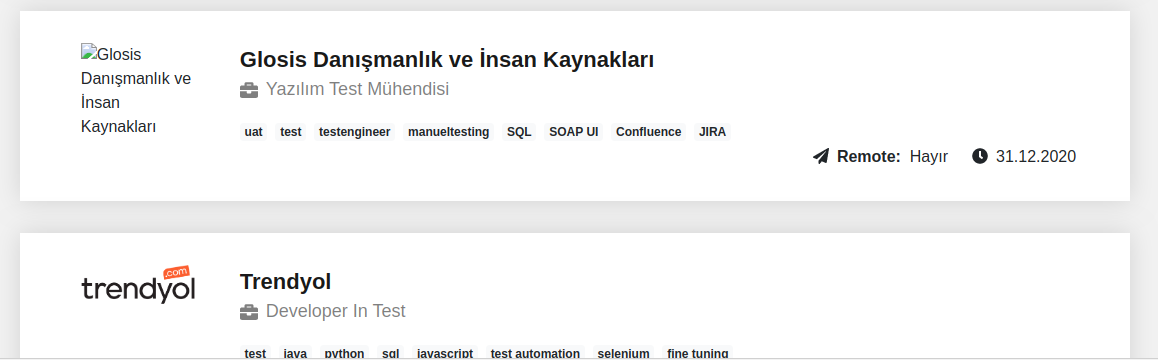 Glosis
Danışmanlık ve
İnsan
Kaynakları
Glosis Danışmanlık ve İnsan Kaynakları
Yazılım Test Mühendisi
uat test testengineer manueltesting SQL SOAP UI Confluence JIRA
Remote: Hayır 31.12.2020
trendyol
.com
Trendyol
Developer In Test
test java python sql javascript test automation selenium fine tuning